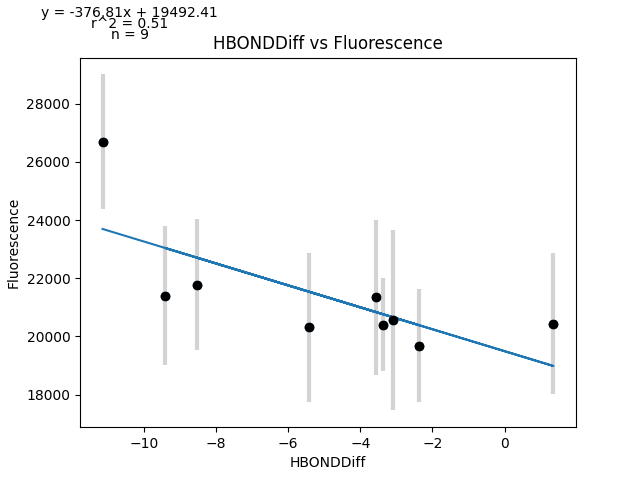 y = -376.81x + 19492.41
r^2 = 0.51
n = 9
HBONDDiff vs Fluorescence
Fluorescence
28000
26000
24000
22000
20000
18000
−10
−8
−6
−4
−2
0
HBONDDiff